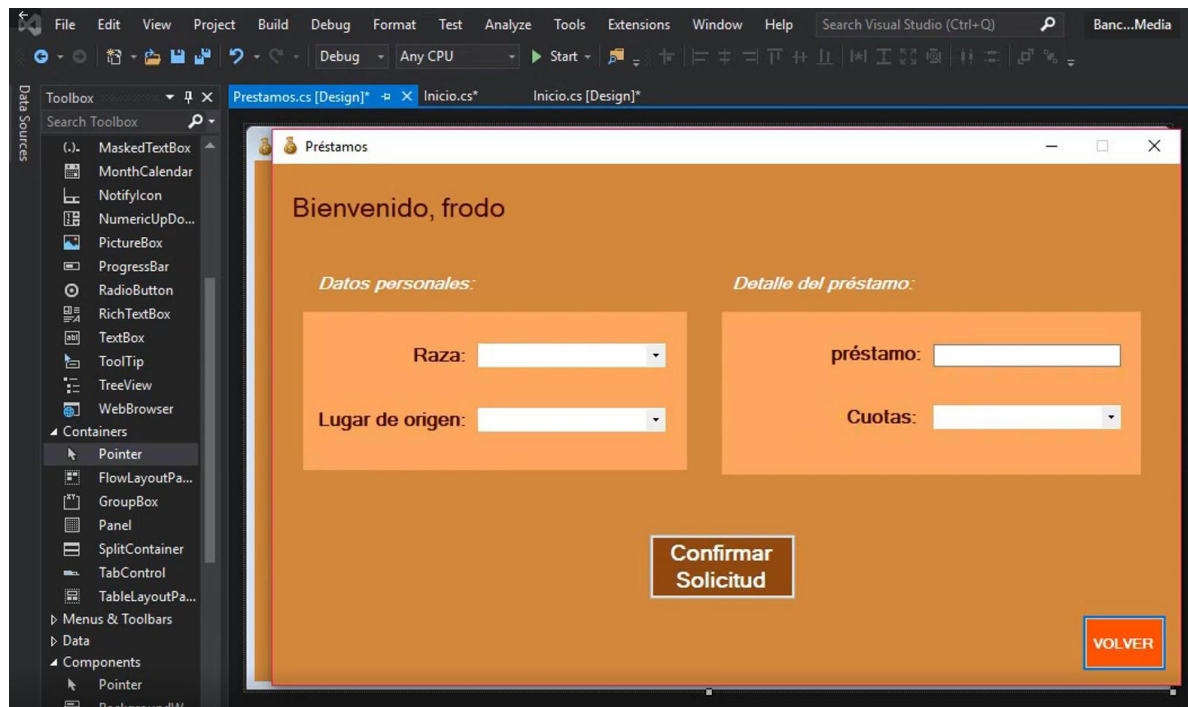 File Edit View Project Build Debug Format Test Analyze Tools Extensions Window Help Search Visual Studio (Ctrl+Q) Banc...Media
Debug Any CPU Start
Data Sources
Toolbox
Search Toolbox
MaskedTextBox
MonthCalendar
NotifyIcon
NumericUpDo...
PictureBox
ProgressBar
RadioButton
RichTextBox
TextBox
ToolTip
TreeView
WebBrowser
Containers
Pointer
FlowLayoutPa...
GroupBox
Panel
SplitContainer
TabControl
TableLayoutPa...
Menus & Toolbars
Data
Components
Pointer
Prestamos.cs [Design]* Inicio.cs* Inicio.cs [Design]*
Préstamos
Bienvenido, frodo
Datos personales:
Raza:
Lugar de origen:
Detalle del préstamo:
préstamo:
Cuotas:
Confirmar
Solicitud
VOLVER